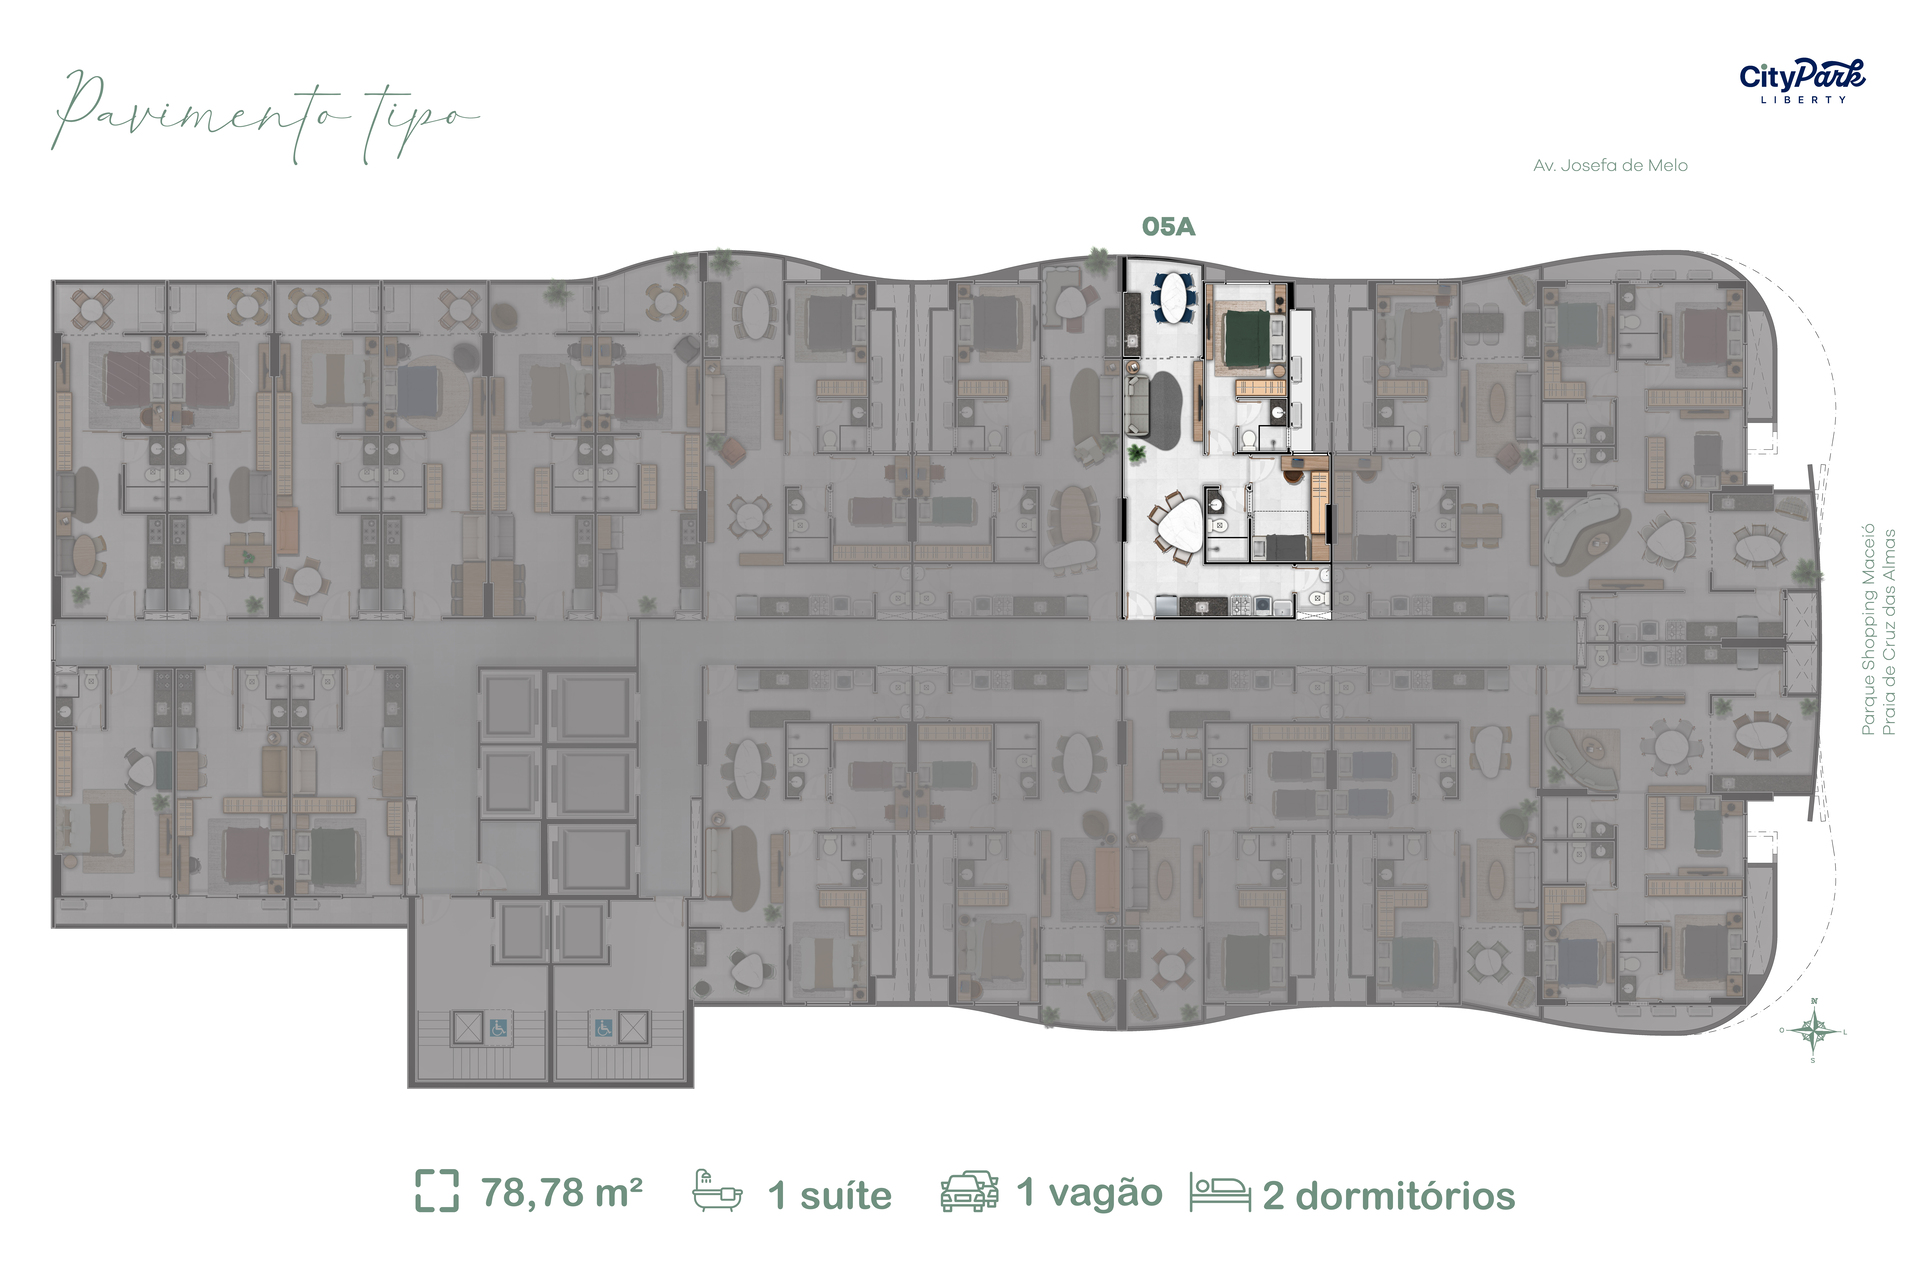 Pavimento tipo
CityPark
LIBERTY
Av. Josefa de Melo
05A
Parque Shopping Maceió
Praia de Cruz das Almas
N
O
L
S
78,78 m²
1 suíte
1 vagão
2 dormitórios